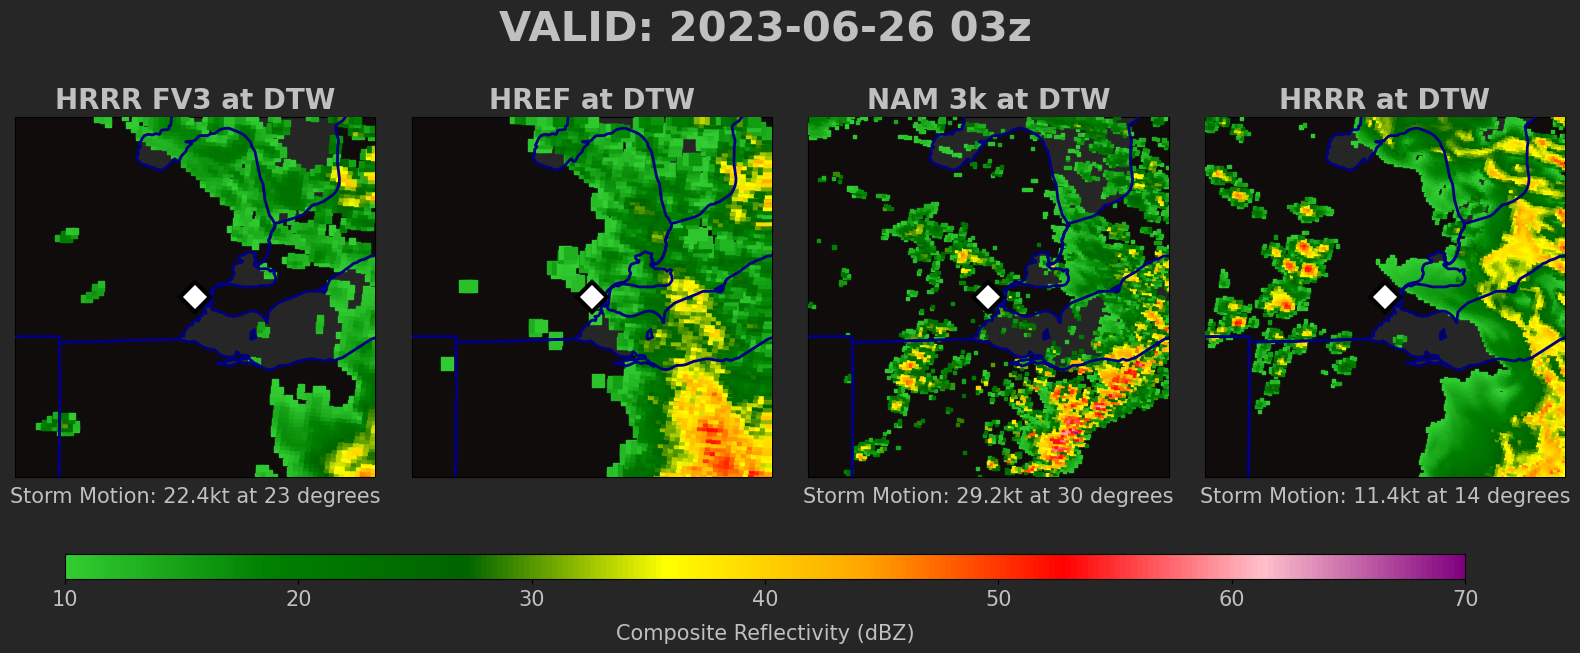 VALID: 2023-06-26 03z
HRRR FV3 at DTW
HREF at DTW
NAM 3k at DTW
HRRR at DTW
Storm Motion: 22.4kt at 23 degrees
Storm Motion: 29.2kt at 30 degrees
Storm Motion: 11.4kt at 14 degrees
10 20 30 40 50 60 70
Composite Reflectivity (dBZ)